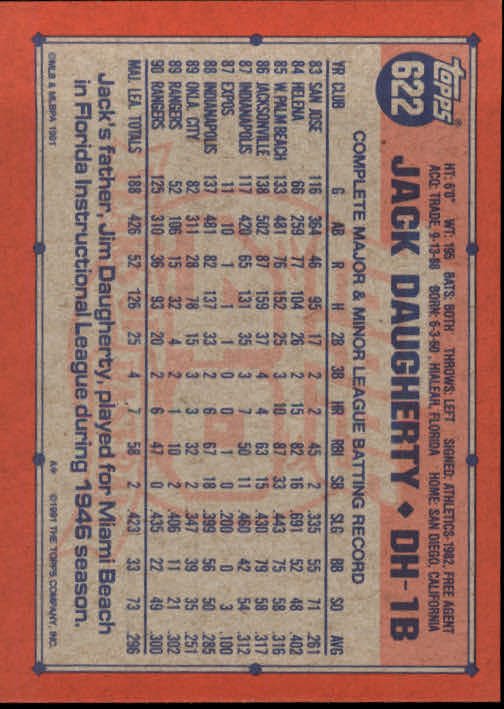 topps®
622
JACK DAUGHERTY ◆ DH-1B
HT: 6'0" WT: 195 BATS: BOTH THROWS: LEFT SIGNED: ATHLETICS-1982, FREE AGENT
ACQ: TRADE, 9-13-88 BORN: 6-3-60, HIALEAH, FLORIDA HOME: SAN DIEGO, CALIFORNIA
COMPLETE MAJOR & MINOR LEAGUE BATTING RECORD
YR CLUB G AB R H 2B 3B HR RBI SB SLG BB SO AVG
83 SAN JOSE 116 364 46 95 17 2 2 45 2 .335 55 71 .261
84 HELENA 66 259 77 104 26 2 15 82 16 .691 52 48 .402
85 W. PALM BEACH 133 481 76 152 25 3 10 87 33 .443 75 58 .316
86 JACKSONVILLE 138 502 87 159 37 4 4 63 15 .430 79 58 .317
87 INDIANAPOLIS 117 420 65 131 35 3 7 50 11 .460 42 54 .312
87 EXPOS 11 10 1 1 1 0 0 1 0 .200 0 3 .100
88 INDIANAPOLIS 137 481 82 137 33 2 6 67 18 .399 56 50 .285
89 OKLA. CITY 82 311 28 78 15 3 3 32 2 .347 39 35 .251
89 RANGERS 52 106 15 32 4 2 1 10 2 .406 11 21 .302
90 RANGERS 125 310 36 93 20 2 6 47 0 .435 22 49 .300
MAJ. LEA. TOTALS 188 426 52 126 25 4 7 58 2 .423 33 73 .296
Jack's father, Jim Daugherty, played for Miami Beach
in Florida Instructional League during 1946 season.
©MLB & MLBPA 1991
A* ©1991 THE TOPPS COMPANY, INC.